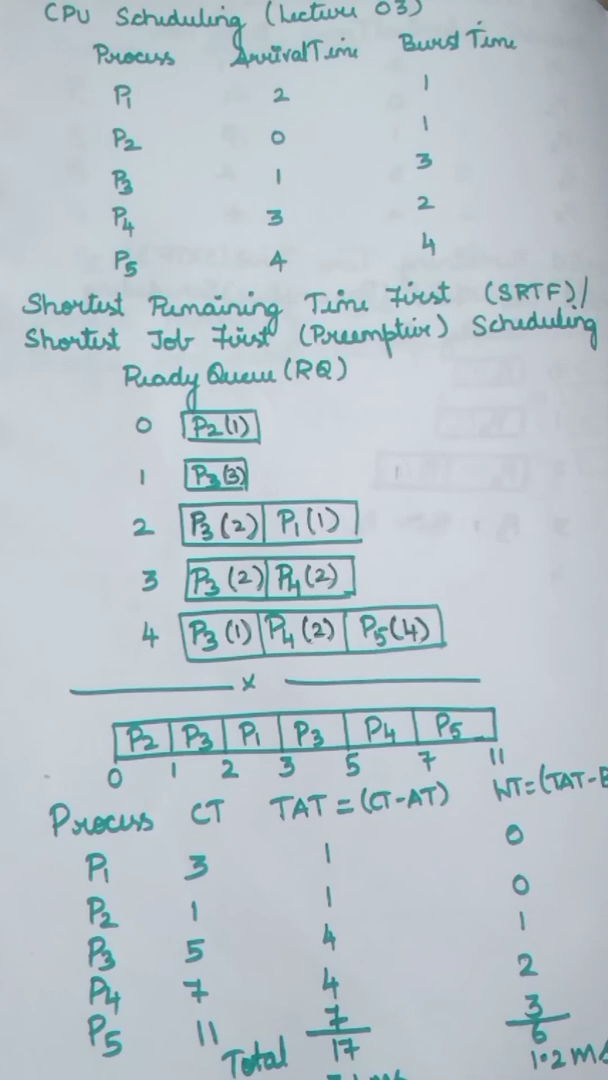 CPU Scheduling (Lecture 03)
Process Arrival Time Burst Time
P1 2 1
P2 0 1
P3 1 3
P4 3 2
P5 4 4
Shortest Remaining Time First (SRTF)/
Shortest Job First (Preemptive) Scheduling
Ready Queue (RQ)
0 P2(1)
1 P3(3)
2 P3(2) P1(1)
3 P3(2) P4(2)
4 P3(1) P4(2) P5(4)
x
P2 P3 P1 P3 P4 P5
0 1 2 3 5 7 11
Process CT TAT=(CT-AT) WT=(TAT-B
P1 3 1 0
P2 1 1 0
P3 5 4 1
P4 7 4 2
P5 11 7 3
Total 17 6
1.2 ms